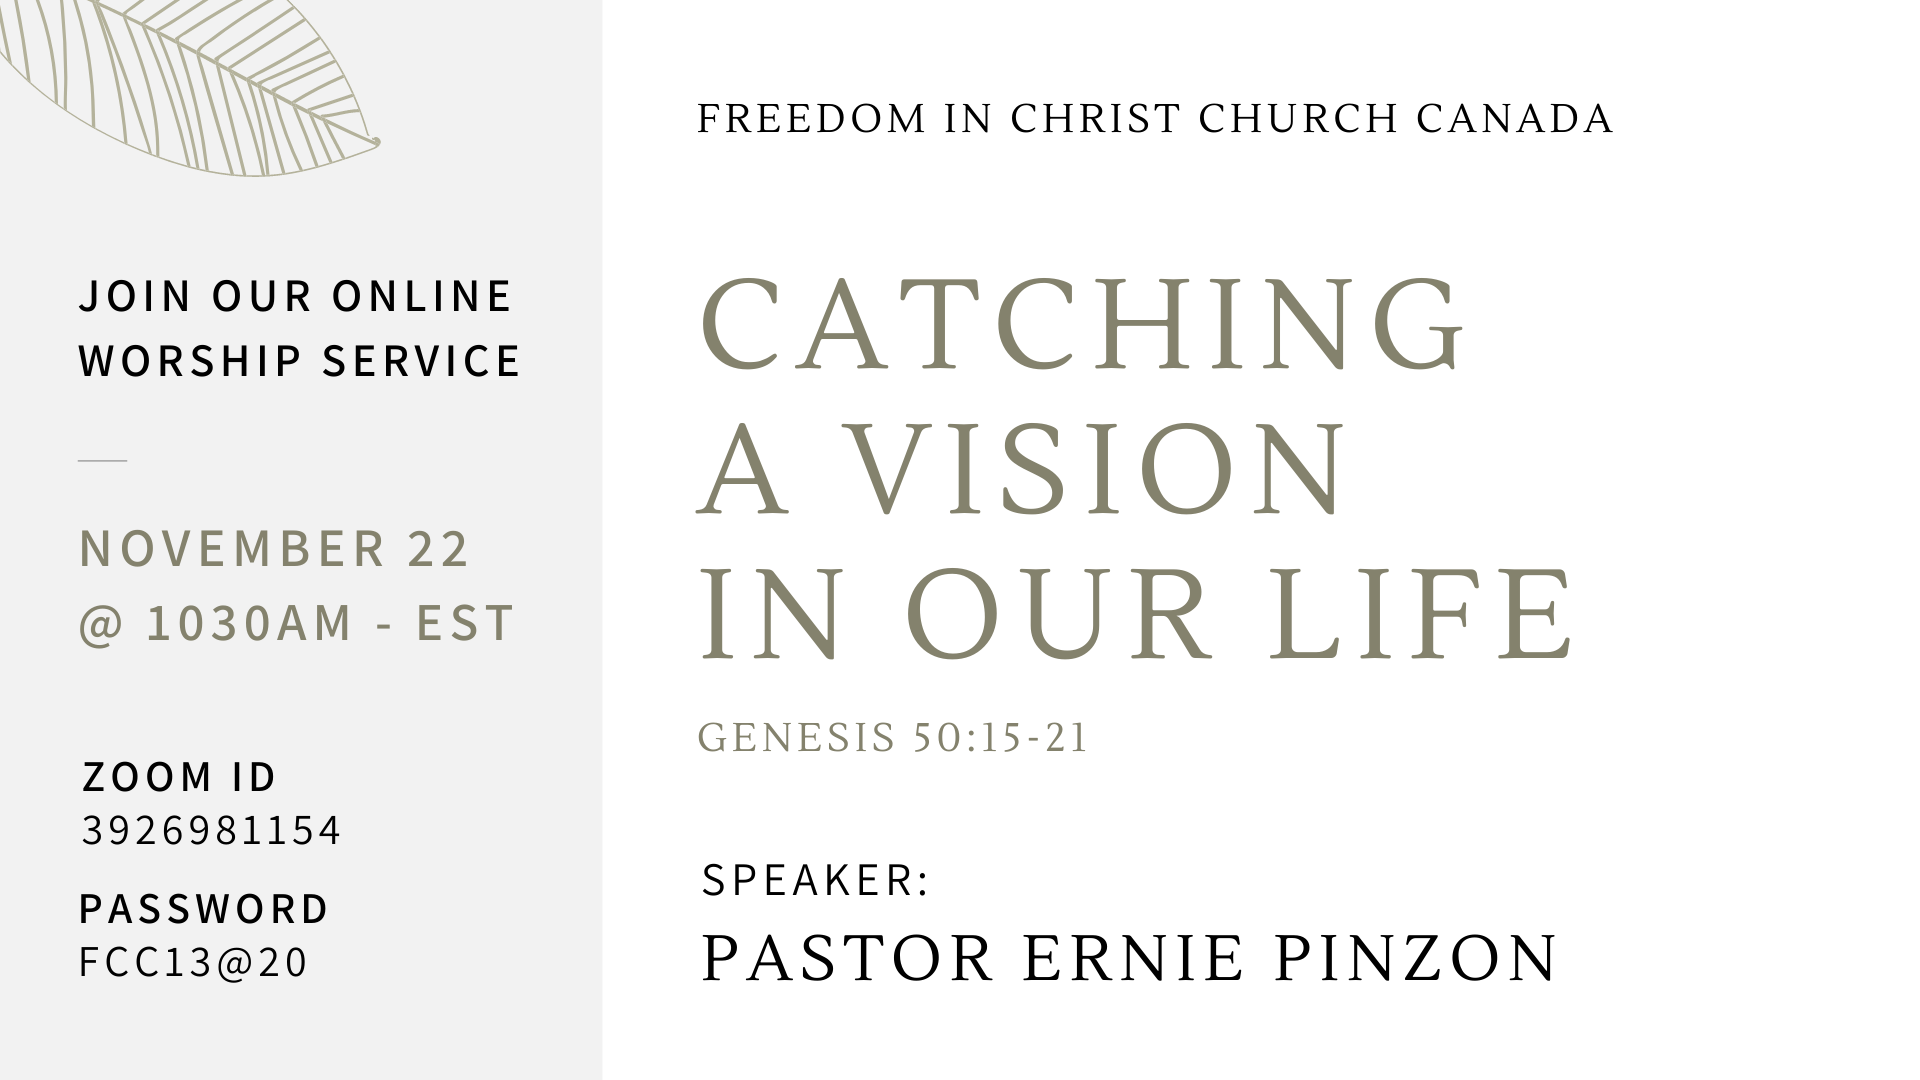 JOIN OUR ONLINE
WORSHIP SERVICE
NOVEMBER 22
@ 1030AM - EST
ZOOM ID
3926981154
PASSWORD
FCC13@20
FREEDOM IN CHRIST CHURCH CANADA
CATCHING
A VISION
IN OUR LIFE
GENESIS 50:15-21
SPEAKER:
PASTOR ERNIE PINZON